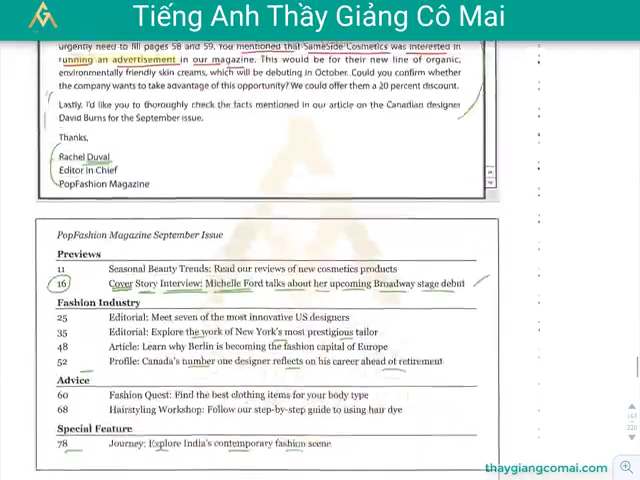 Tiếng Anh Thầy Giảng Cô Mai
urgently need to fill pages 58 and 59. You mentioned that SameSide Cosmetics was interested in
running an advertisement in our magazine. This would be for their new line of organic,
environmentally friendly skin creams, which will be debuting in October. Could you confirm whether
the company wants to take advantage of this opportunity? We could offer them a 20 percent discount.
Lastly, I'd like you to thoroughly check the facts mentioned in our article on the Canadian designer
David Burns for the September issue.
Thanks,
Rachel Duval
Editor in Chief
PopFashion Magazine
PopFashion Magazine September Issue
Previews
11 Seasonal Beauty Trends: Read our reviews of new cosmetics products
16 Cover Story Interview: Michelle Ford talks about her upcoming Broadway stage debut
Fashion Industry
25 Editorial: Meet seven of the most innovative US designers
35 Editorial: Explore the work of New York's most prestigious tailor
48 Article: Learn why Berlin is becoming the fashion capital of Europe
52 Profile: Canada's number one designer reflects on his career ahead of retirement
Advice
60 Fashion Quest: Find the best clothing items for your body type
68 Hairstyling Workshop: Follow our step-by-step guide to using hair dye
Special Feature
78 Journey: Explore India's contemporary fashion scene
thaygiangcomai.com